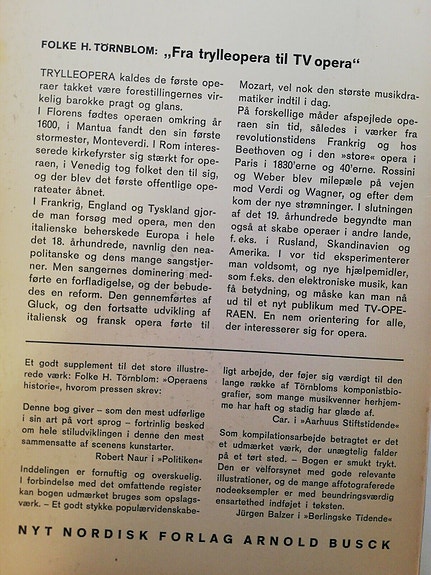 FOLKE H. TÖRNBLOM: „Fra trylleopera til TV opera“
TRYLLEOPERA kaldes de første ope-
raer takket være forestillingernes vir-
kelig barokke pragt og glans.
I Florens fødtes operaen omkring år
1600, i Mantua fandt den sin første
stormester, Monteverdi. I Rom interes-
serede kirkefyrster sig stærkt for ope-
raen, i Venedig tog folket den til sig,
og der blev det første offentlige ope-
rateater åbnet.
I Frankrig, England og Tyskland gjor-
de man forsøg med opera, men den
italienske beherskede Europa i hele
det 18. århundrede, navnlig den nea-
politanske og dens mange sangstjer-
ner. Men sangernes dominering med-
førte en forfladigelse, og der bebude-
des en reform. Den gennemførtes af
Gluck, og den fortsatte udvikling af
italiensk og fransk opera førte til
Mozart, vel nok den største musikdra-
matiker indtil i dag.
På forskellige måder afspejlede ope-
raen sin tid, således i værker fra
revolutionstidens Frankrig og hos
Beethoven og i den »store« opera i
Paris i 1830'erne og 40'erne. Rossini
og Weber blev milepæle på vejen
mod Verdi og Wagner, og efter dem
kom der nye strømninger. I slutningen
af det 19. århundrede begyndte man
også at skabe operaer i andre lande,
f. eks. i Rusland, Skandinavien og
Amerika. I vor tid eksperimenterer
man voldsomt, og nye hjælpemidler,
som f.eks. den elektroniske musik, kan
få betydning, og måske kan man nå
ud til et nyt publikum med TV-OPE-
RAEN. En nem orientering for alle,
der interesserer sig for opera.
Et godt supplement til det store illustre-
rede værk: Folke H. Törnblom: »Operaens
historie«, hvorom pressen skrev:
Denne bog giver – som den mest udførlige
i sin art på vort sprog – fortrinlig besked
om hele stiludviklingen i denne den mest
sammensatte af scenens kunstarter.
Robert Naur i »Politiken«
Inddelingen er fornuftig og overskuelig.
I forbindelse med det omfattende register
kan bogen udmærket bruges som opslags-
værk. – Et godt stykke populærvidenskabe-
ligt arbejde, der føjer sig værdigt til den
lange række af Törnbloms komponistbio-
grafier, som mange musikvenner herhjem-
me har haft og stadig har glæde af.
Car. i »Aarhuus Stiftstidende«
Som kompilationsarbejde betragtet er det
et udmærket værk, der unægtelig falder
på et tørt sted. – Bogen er smukt trykt.
Den er velforsynet med gode relevante
illustrationer, og de mange affotograferede
nodeeksempler er med beundringsværdig
ensartethed indføjet i teksten.
Jürgen Balzer i »Berlingske Tidende«
NYT NORDISK FORLAG ARNOLD BUSCK